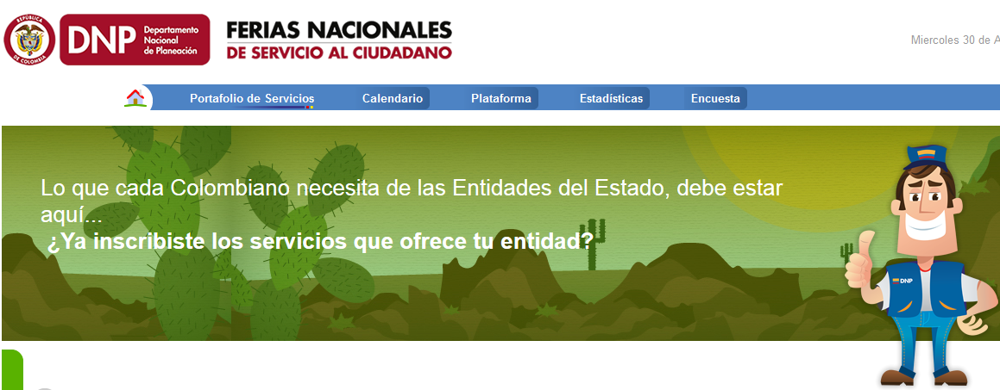 REPÚBLICA
DE COLOMBIA
DNP
Departamento
Nacional
de Planeación
FERIAS NACIONALES
DE SERVICIO AL CIUDADANO
Miercoles 30 de A
Portafolio de Servicios
Calendario
Plataforma
Estadísticas
Encuesta
Lo que cada Colombiano necesita de las Entidades del Estado, debe estar
aquí...
¿Ya inscribiste los servicios que ofrece tu entidad?
DNP